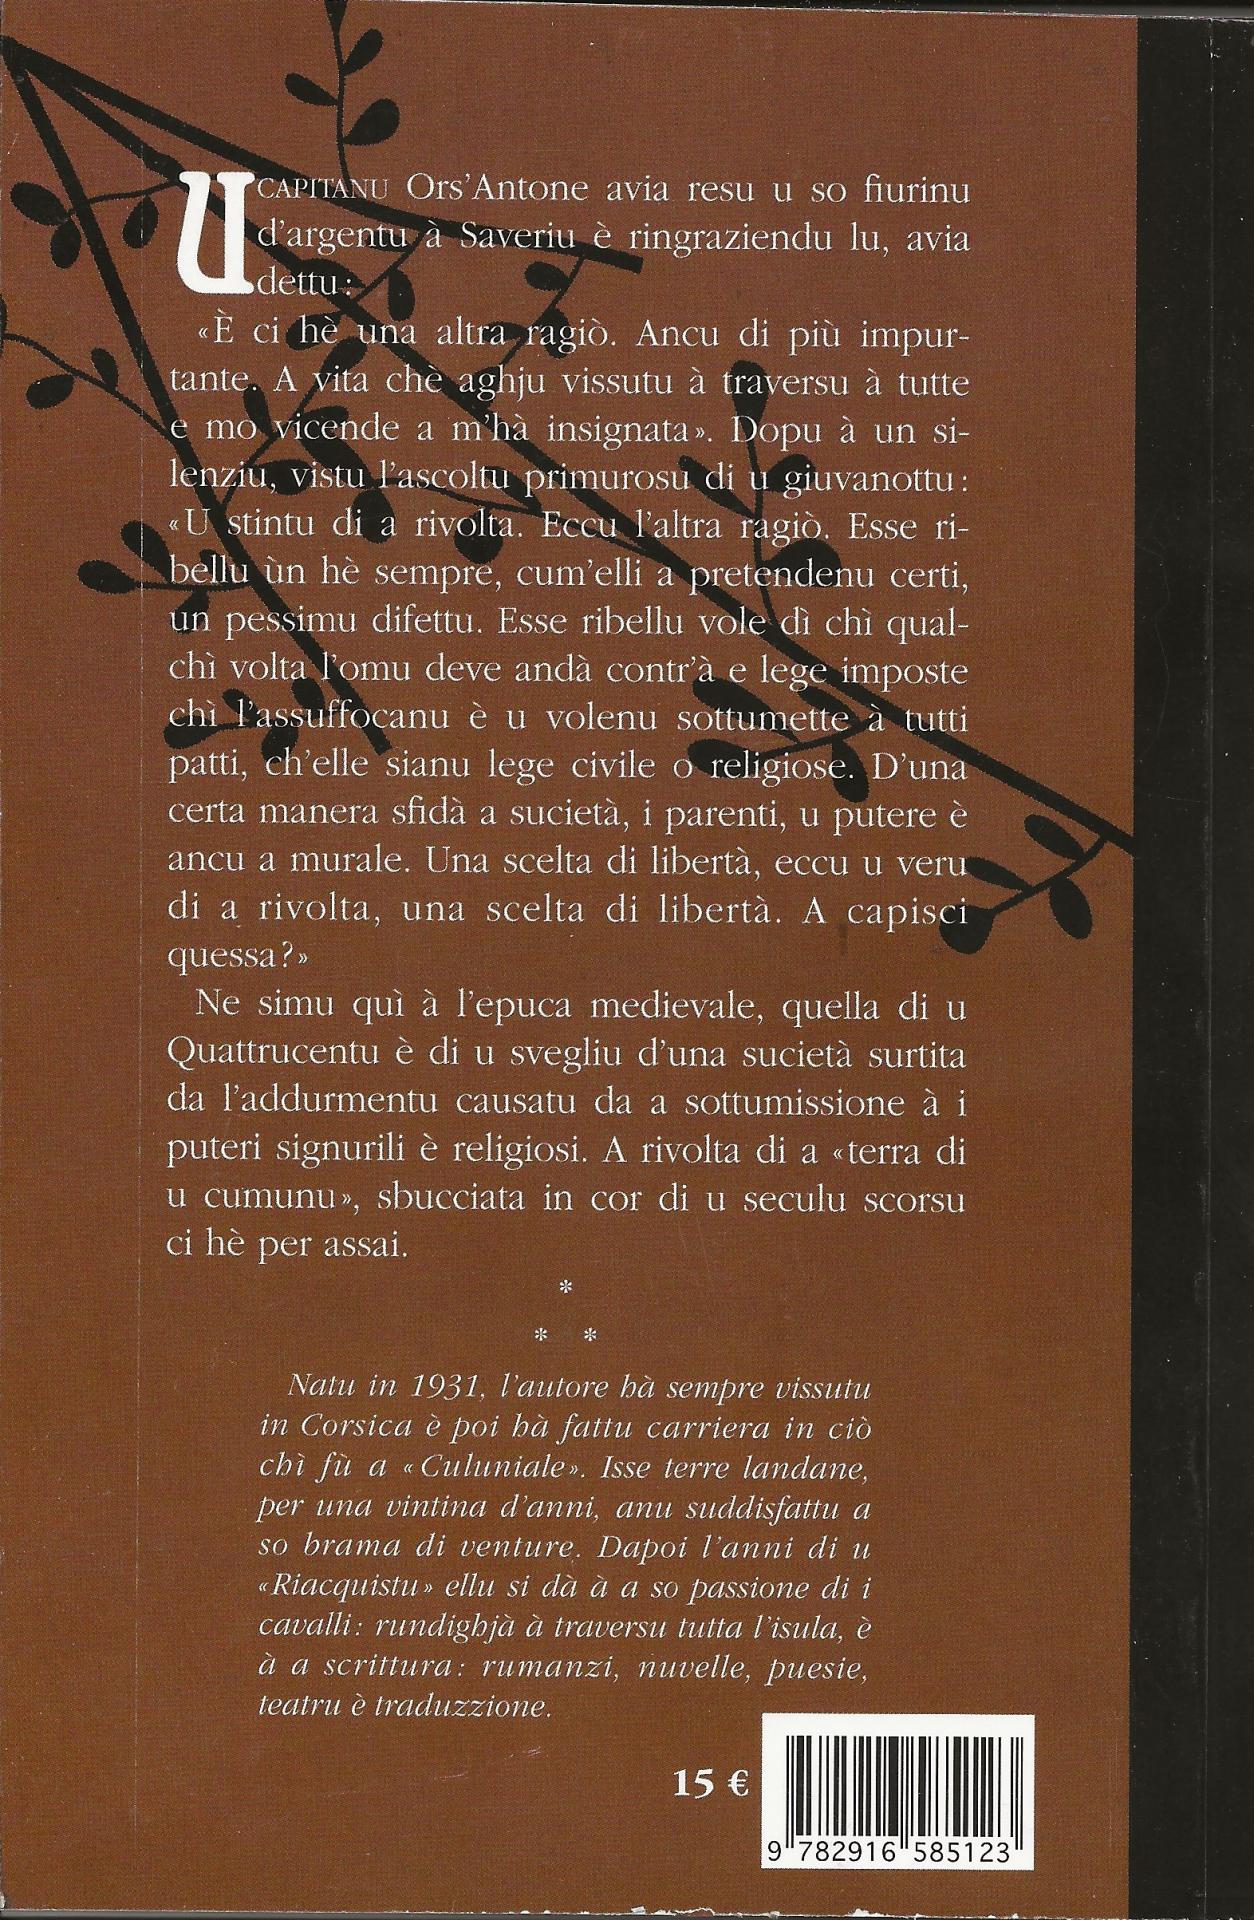 U CAPITANU Ors'Antone avia resu u so fiurinu
d'argentu à Saveriu è ringraziendu lu, avia
dettu :
«È ci hè una altra ragiò. Ancu di più impur-
tante. A vita chè aghju vissutu à traversu à tutte
e mo vicende a m'hà insignata». Dopu à un si-
lenziu, vistu l'ascoltu primurosu di u giuvanottu :
«U stintu di a rivolta. Eccu l'altra ragiò. Esse ri-
bellu ùn hè sempre, cum'elli a pretendenu certi,
un pessimu difettu. Esse ribellu vole dì chì qual-
chì volta l'omu deve andà contr'à e lege imposte
chì l'assuffocanu è u volenu sottumette à tutti
patti, ch'elle sianu lege civile o religiose. D'una
certa manera sfidà a sucietà, i parenti, u putere è
ancu a murale. Una scelta di libertà, eccu u veru
di a rivolta, una scelta di libertà. A capisci
quessa ?»
Ne simu quì à l'epuca medievale, quella di u
Quattrucentu è di u svegliu d'una sucietà surtita
da l'addurmentu causatu da a sottumissione à i
puteri signurili è religiosi. A rivolta di a «terra di
u cumunu», sbucciata in cor di u seculu scorsu
ci hè per assai.
*
* *
Natu in 1931, l'autore hà sempre vissutu
in Corsica è poi hà fattu carriera in ciò
chì fù a «Culuniale». Isse terre landane,
per una vintina d'anni, anu suddisfattu a
so brama di venture. Dapoi l'anni di u
«Riacquistu» ellu si dà à a so passione di i
cavalli : rundighjà à traversu tutta l'isula, è
à a scrittura : rumanzi, nuvelle, puesie,
teatru è traduzzione.
15 €
9 782916 585123